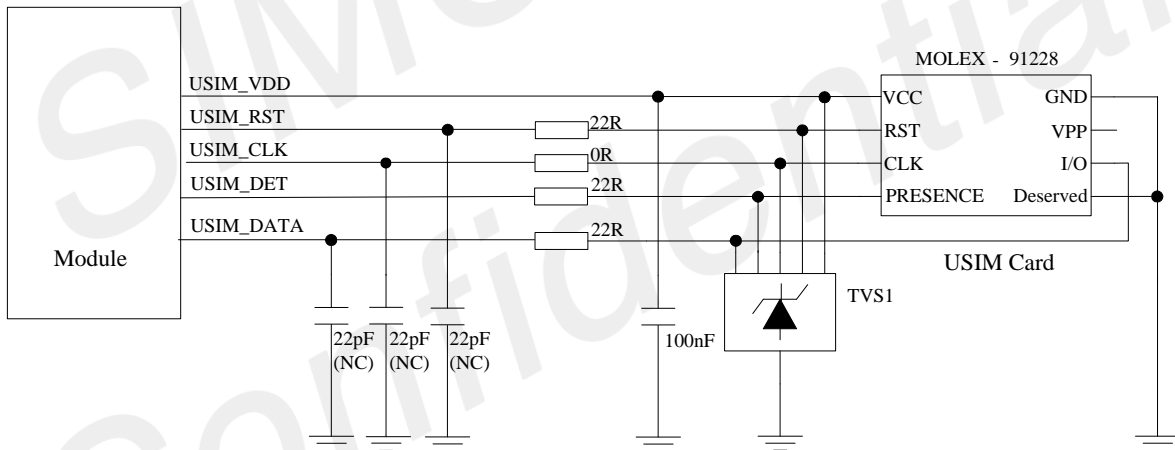 SIMCom
Confidential
MOLEX - 91228
USIM_VDD
USIM_RST
USIM_CLK
USIM_DET
USIM_DATA
Module
22R
0R
22R
22R
VCC
RST
CLK
PRESENCE
GND
VPP
I/O
Deserved
USIM Card
TVS1
22pF
(NC)
22pF
(NC)
22pF
(NC)
100nF